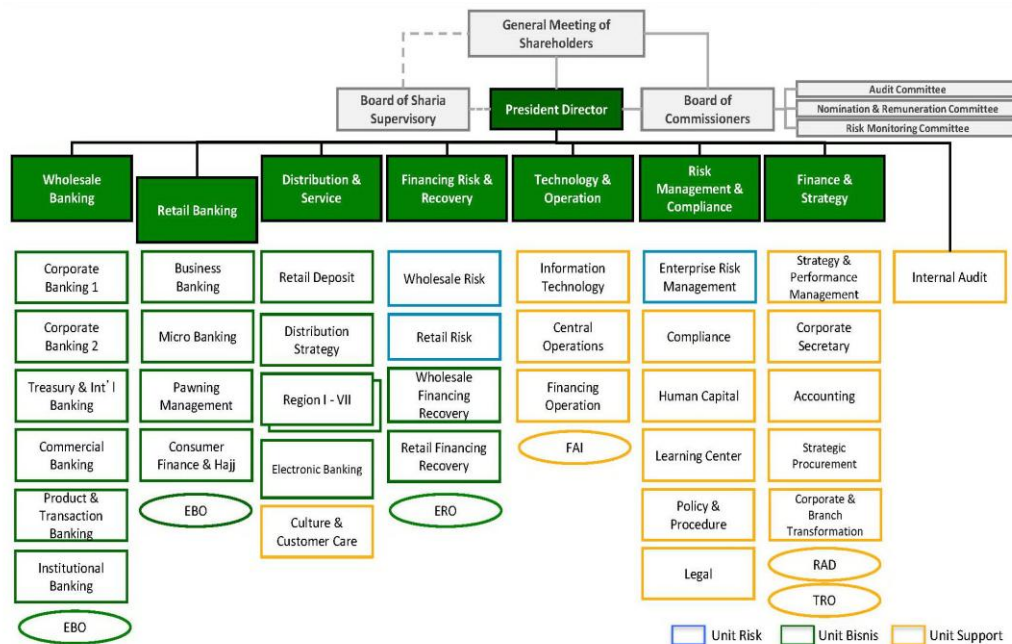 General Meeting of
Shareholders
Board of Sharia
Supervisory
President Director
Board of
Commissioners
Audit Committee
Nomination & Remuneration Committee
Risk Monitoring Committee
Wholesale
Banking
Retail Banking
Distribution &
Service
Financing Risk &
Recovery
Technology &
Operation
Risk
Management &
Compliance
Finance &
Strategy
Corporate
Banking 1
Corporate
Banking 2
Treasury & Int' l
Banking
Commercial
Banking
Product &
Transaction
Banking
Institutional
Banking
EBO
Business
Banking
Micro Banking
Pawning
Management
Consumer
Finance & Hajj
EBO
Retail Deposit
Distribution
Strategy
Region I - VII
Electronic Banking
Culture &
Customer Care
Wholesale Risk
Retail Risk
Wholesale
Financing
Recovery
Retail Financing
Recovery
ERO
Information
Technology
Central
Operations
Financing
Operation
FAI
Enterprise Risk
Management
Compliance
Human Capital
Learning Center
Policy &
Procedure
Legal
Strategy &
Performance
Management
Corporate
Secretary
Accounting
Strategic
Procurement
Corporate &
Branch
Transformation
RAD
TRO
Internal Audit
Unit Risk
Unit Bisnis
Unit Support